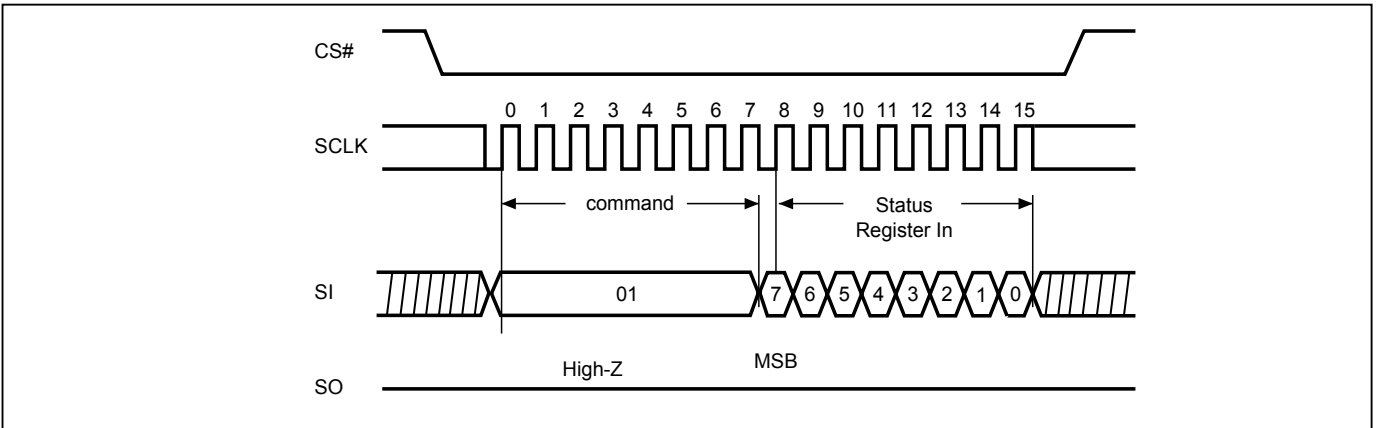 CS#
0 1 2 3 4 5 6 7 8 9 10 11 12 13 14 15
SCLK
command
Status
Register In
SI
01
7 6 5 4 3 2 1 0
High-Z
MSB
SO